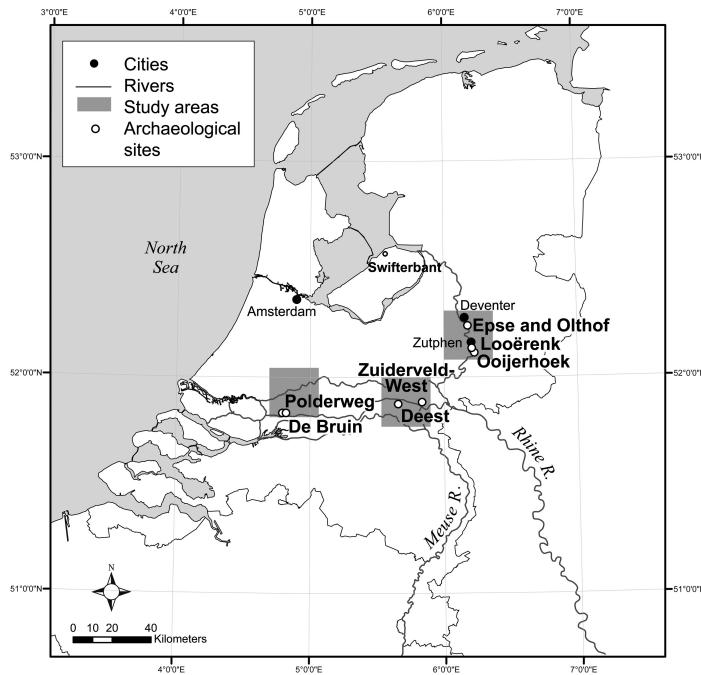 3°0'0"E
4°0'0"E
5°0'0"E
6°0'0"E
7°0'0"E
Cities
Rivers
Study areas
Archaeological
sites
53°0'0"N
53°0'0"N
North
Sea
Swifterbant
Amsterdam
Deventer
Epse and Olthof
Zutphen
Looërenk
Ooijerhoek
52°0'0"N
52°0'0"N
Zuiderveld-
West
Polderweg
Deest
De Bruin
Rhine R.
Meuse R.
51°0'0"N
51°0'0"N
N
0 10 20 40
Kilometers
4°0'0"E
5°0'0"E
6°0'0"E
7°0'0"E